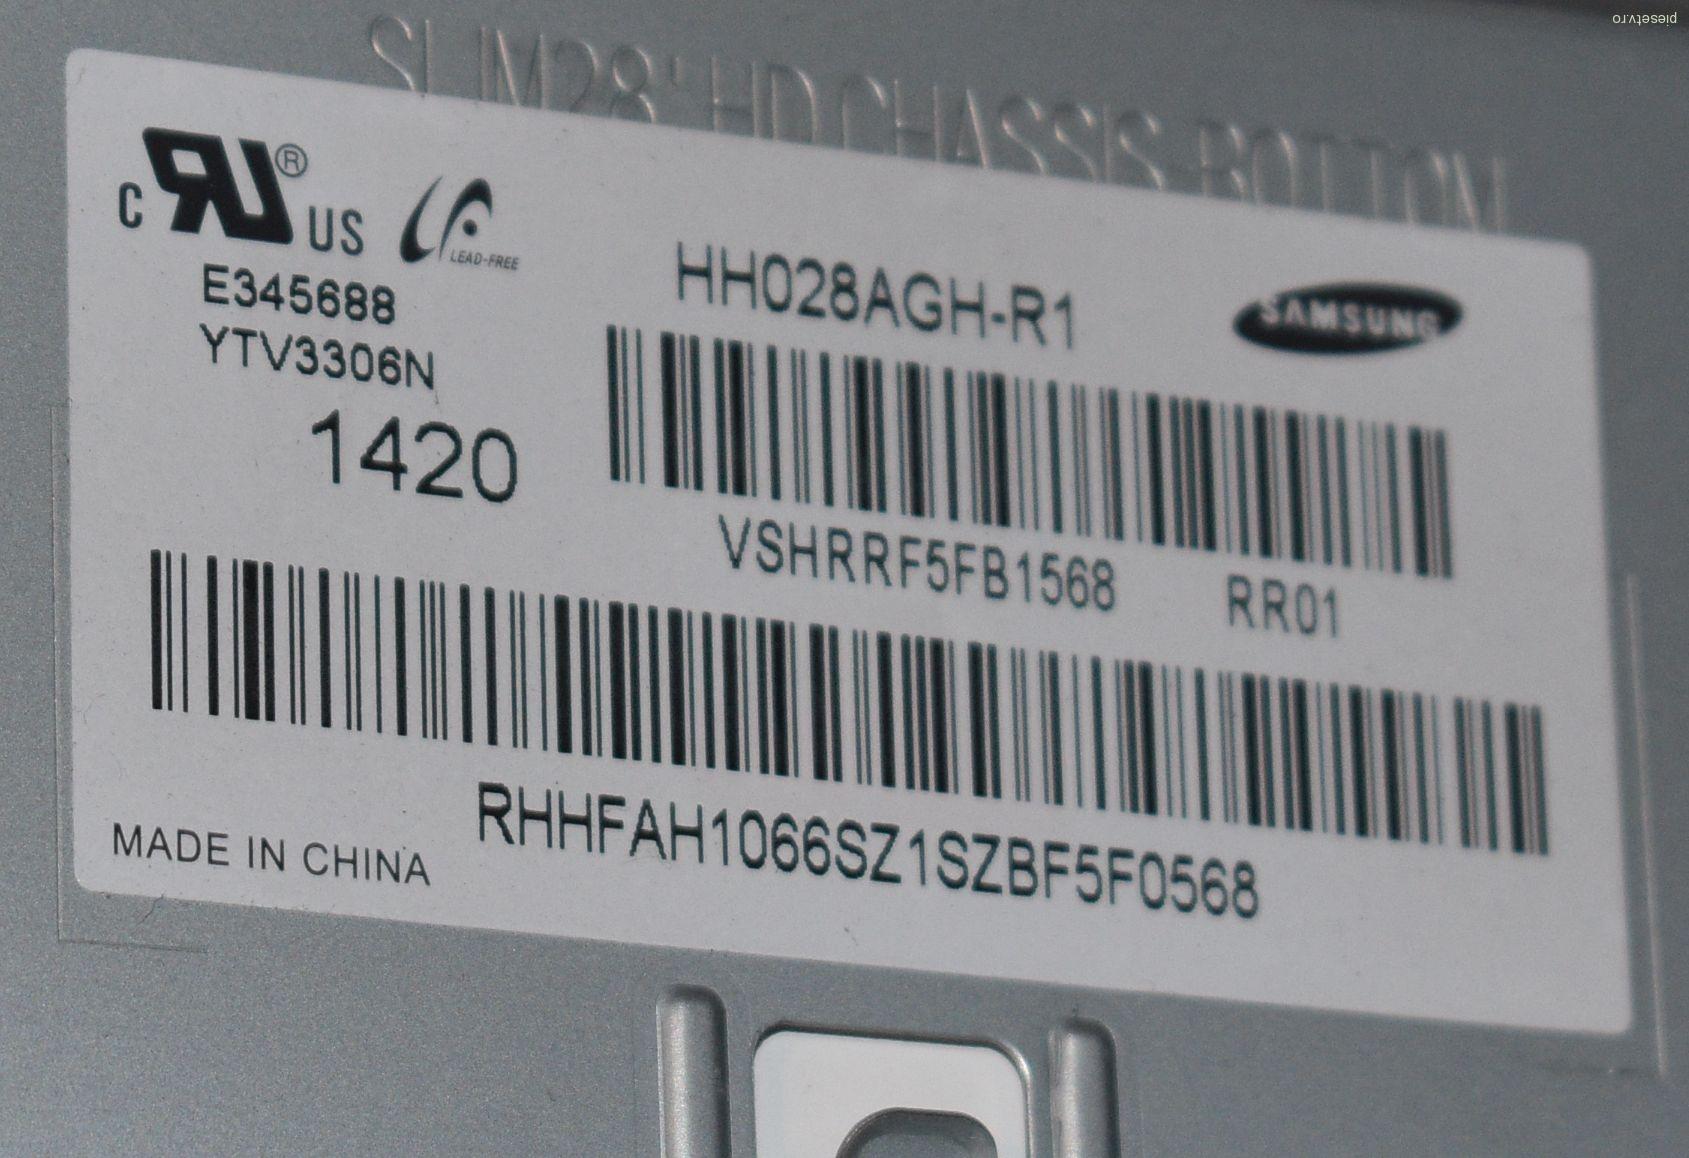 piesetv.ro
SLIM28' HD CHASSIS-BOTTOM
c RU® US
LEAD-FREE
E345688
YTV3306N
1420
HH028AGH-R1
SAMSUNG
VSHRRF5FB1568 RR01
RHHFAH1066SZ1SZBF5F0568
MADE IN CHINA